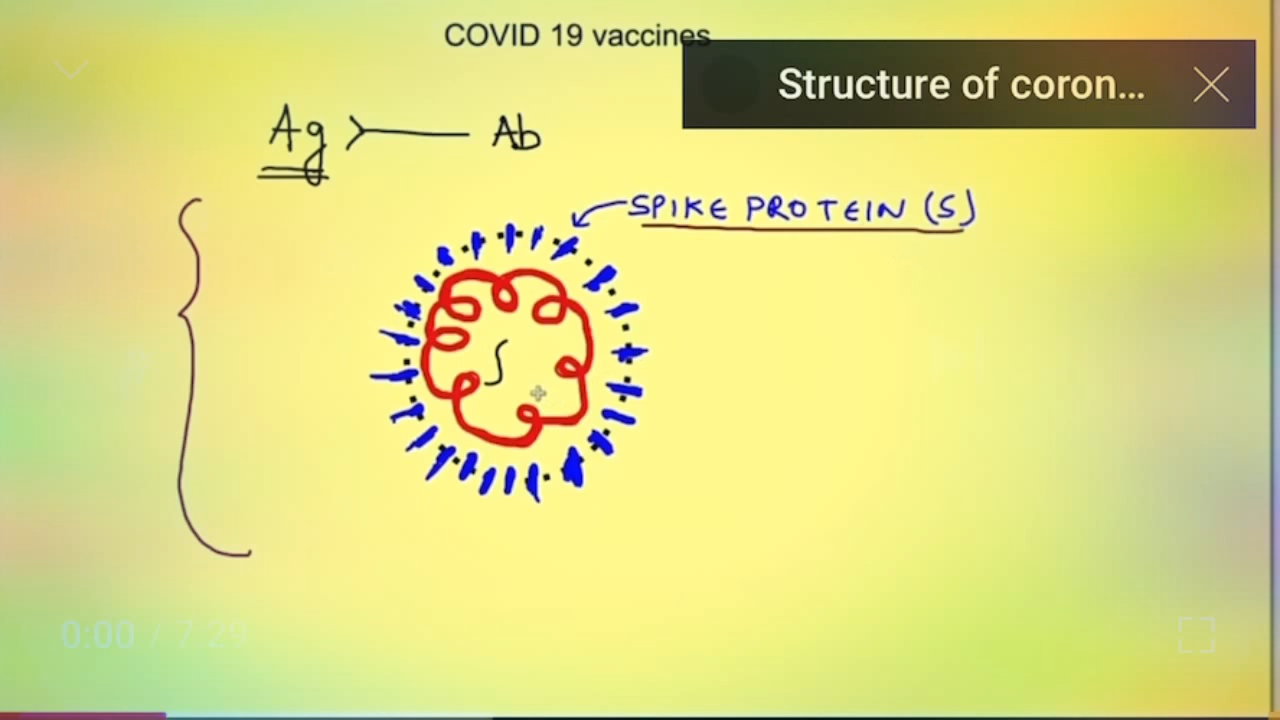 COVID 19 vaccines
Structure of coron...
Ag Ab
SPIKE PROTEIN (S)
S
0:00 / 7:29